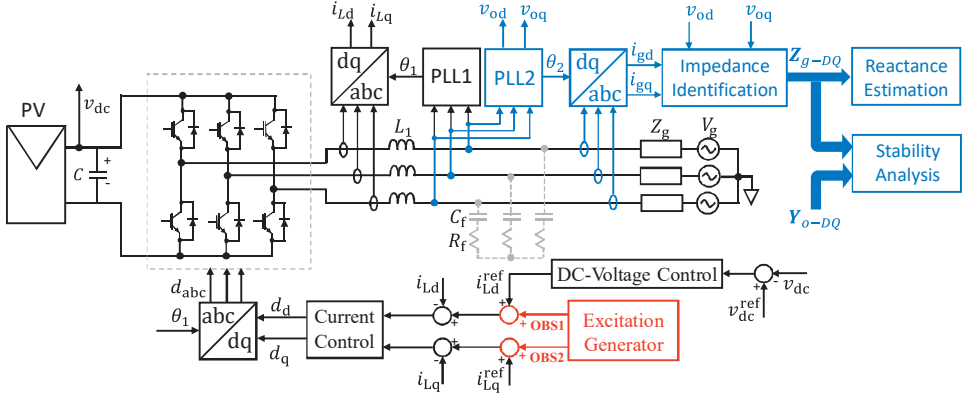 i_Ld i_Lq
v_od v_oq
v_od v_oq
dq
abc
θ_1
PLL1
PLL2
θ_2
dq
abc
i_gd
i_gq
Impedance
Identification
Z_g-DQ
Reactance
Estimation
PV
v_dc
C
+
-
L_1
Z_g
V_g
Stability
Analysis
C_f
R_f
Y_o-DQ
d_abc
i_Ld
i_Ld^ref
DC-Voltage Control
+
-
v_dc
v_dc^ref
θ_1
abc
dq
d_d
d_q
Current
Control
-
+
+
+
OBS1
Excitation
Generator
+
-
+
+
OBS2
i_Lq
i_Lq^ref